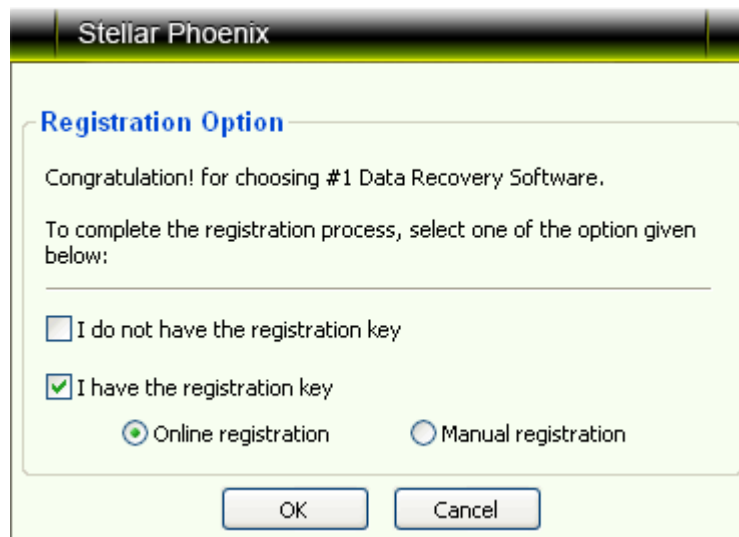 Stellar Phoenix
Registration Option
Congratulation! for choosing #1 Data Recovery Software.
To complete the registration process, select one of the option given
below:
I do not have the registration key
I have the registration key
Online registration
Manual registration
OK
Cancel